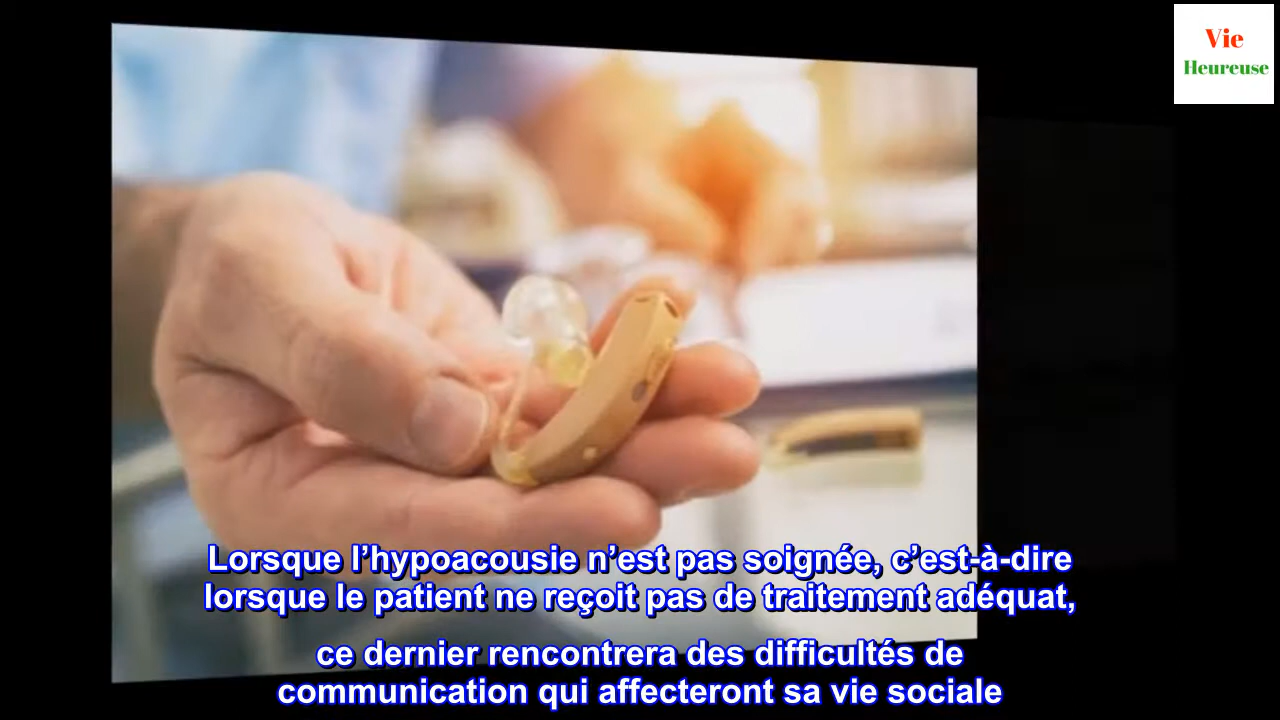 Vie
Heureuse
Lorsque l’hypoacousie n’est pas soignée, c’est-à-dire
lorsque le patient ne reçoit pas de traitement adéquat,
ce dernier rencontrera des difficultés de
communication qui affecteront sa vie sociale